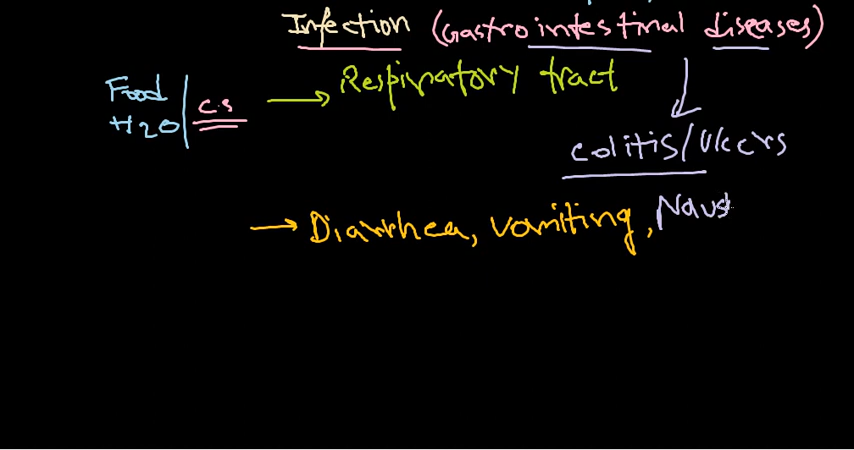 Infection (Gastrointestinal diseases)
Food
H2O
C.S
→ Respiratory tract
Colitis/Ulcers
→ Diarrhea, vomiting, Naus